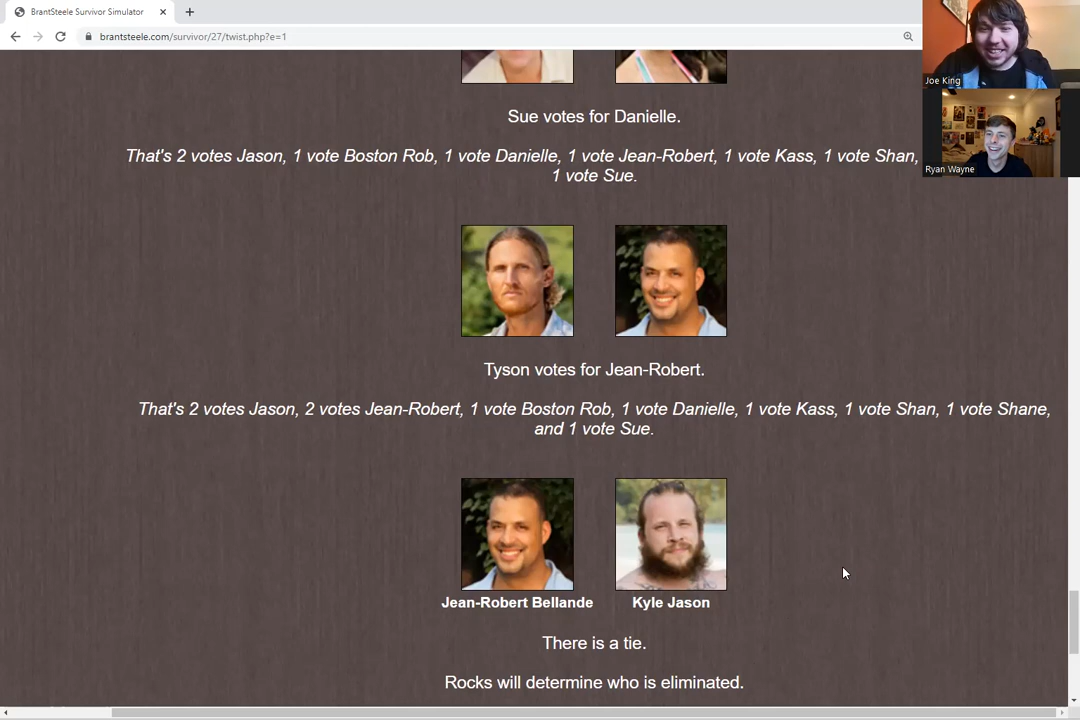 BrantSteele Survivor Simulator
brantsteele.com/survivor/27/twist.php?e=1
Joe King
Ryan Wayne
Sue votes for Danielle.
That's 2 votes Jason, 1 vote Boston Rob, 1 vote Danielle, 1 vote Jean-Robert, 1 vote Kass, 1 vote Shan,
1 vote Sue.
Tyson votes for Jean-Robert.
That's 2 votes Jason, 2 votes Jean-Robert, 1 vote Boston Rob, 1 vote Danielle, 1 vote Kass, 1 vote Shan, 1 vote Shane,
and 1 vote Sue.
Jean-Robert Bellande
Kyle Jason
There is a tie.
Rocks will determine who is eliminated.